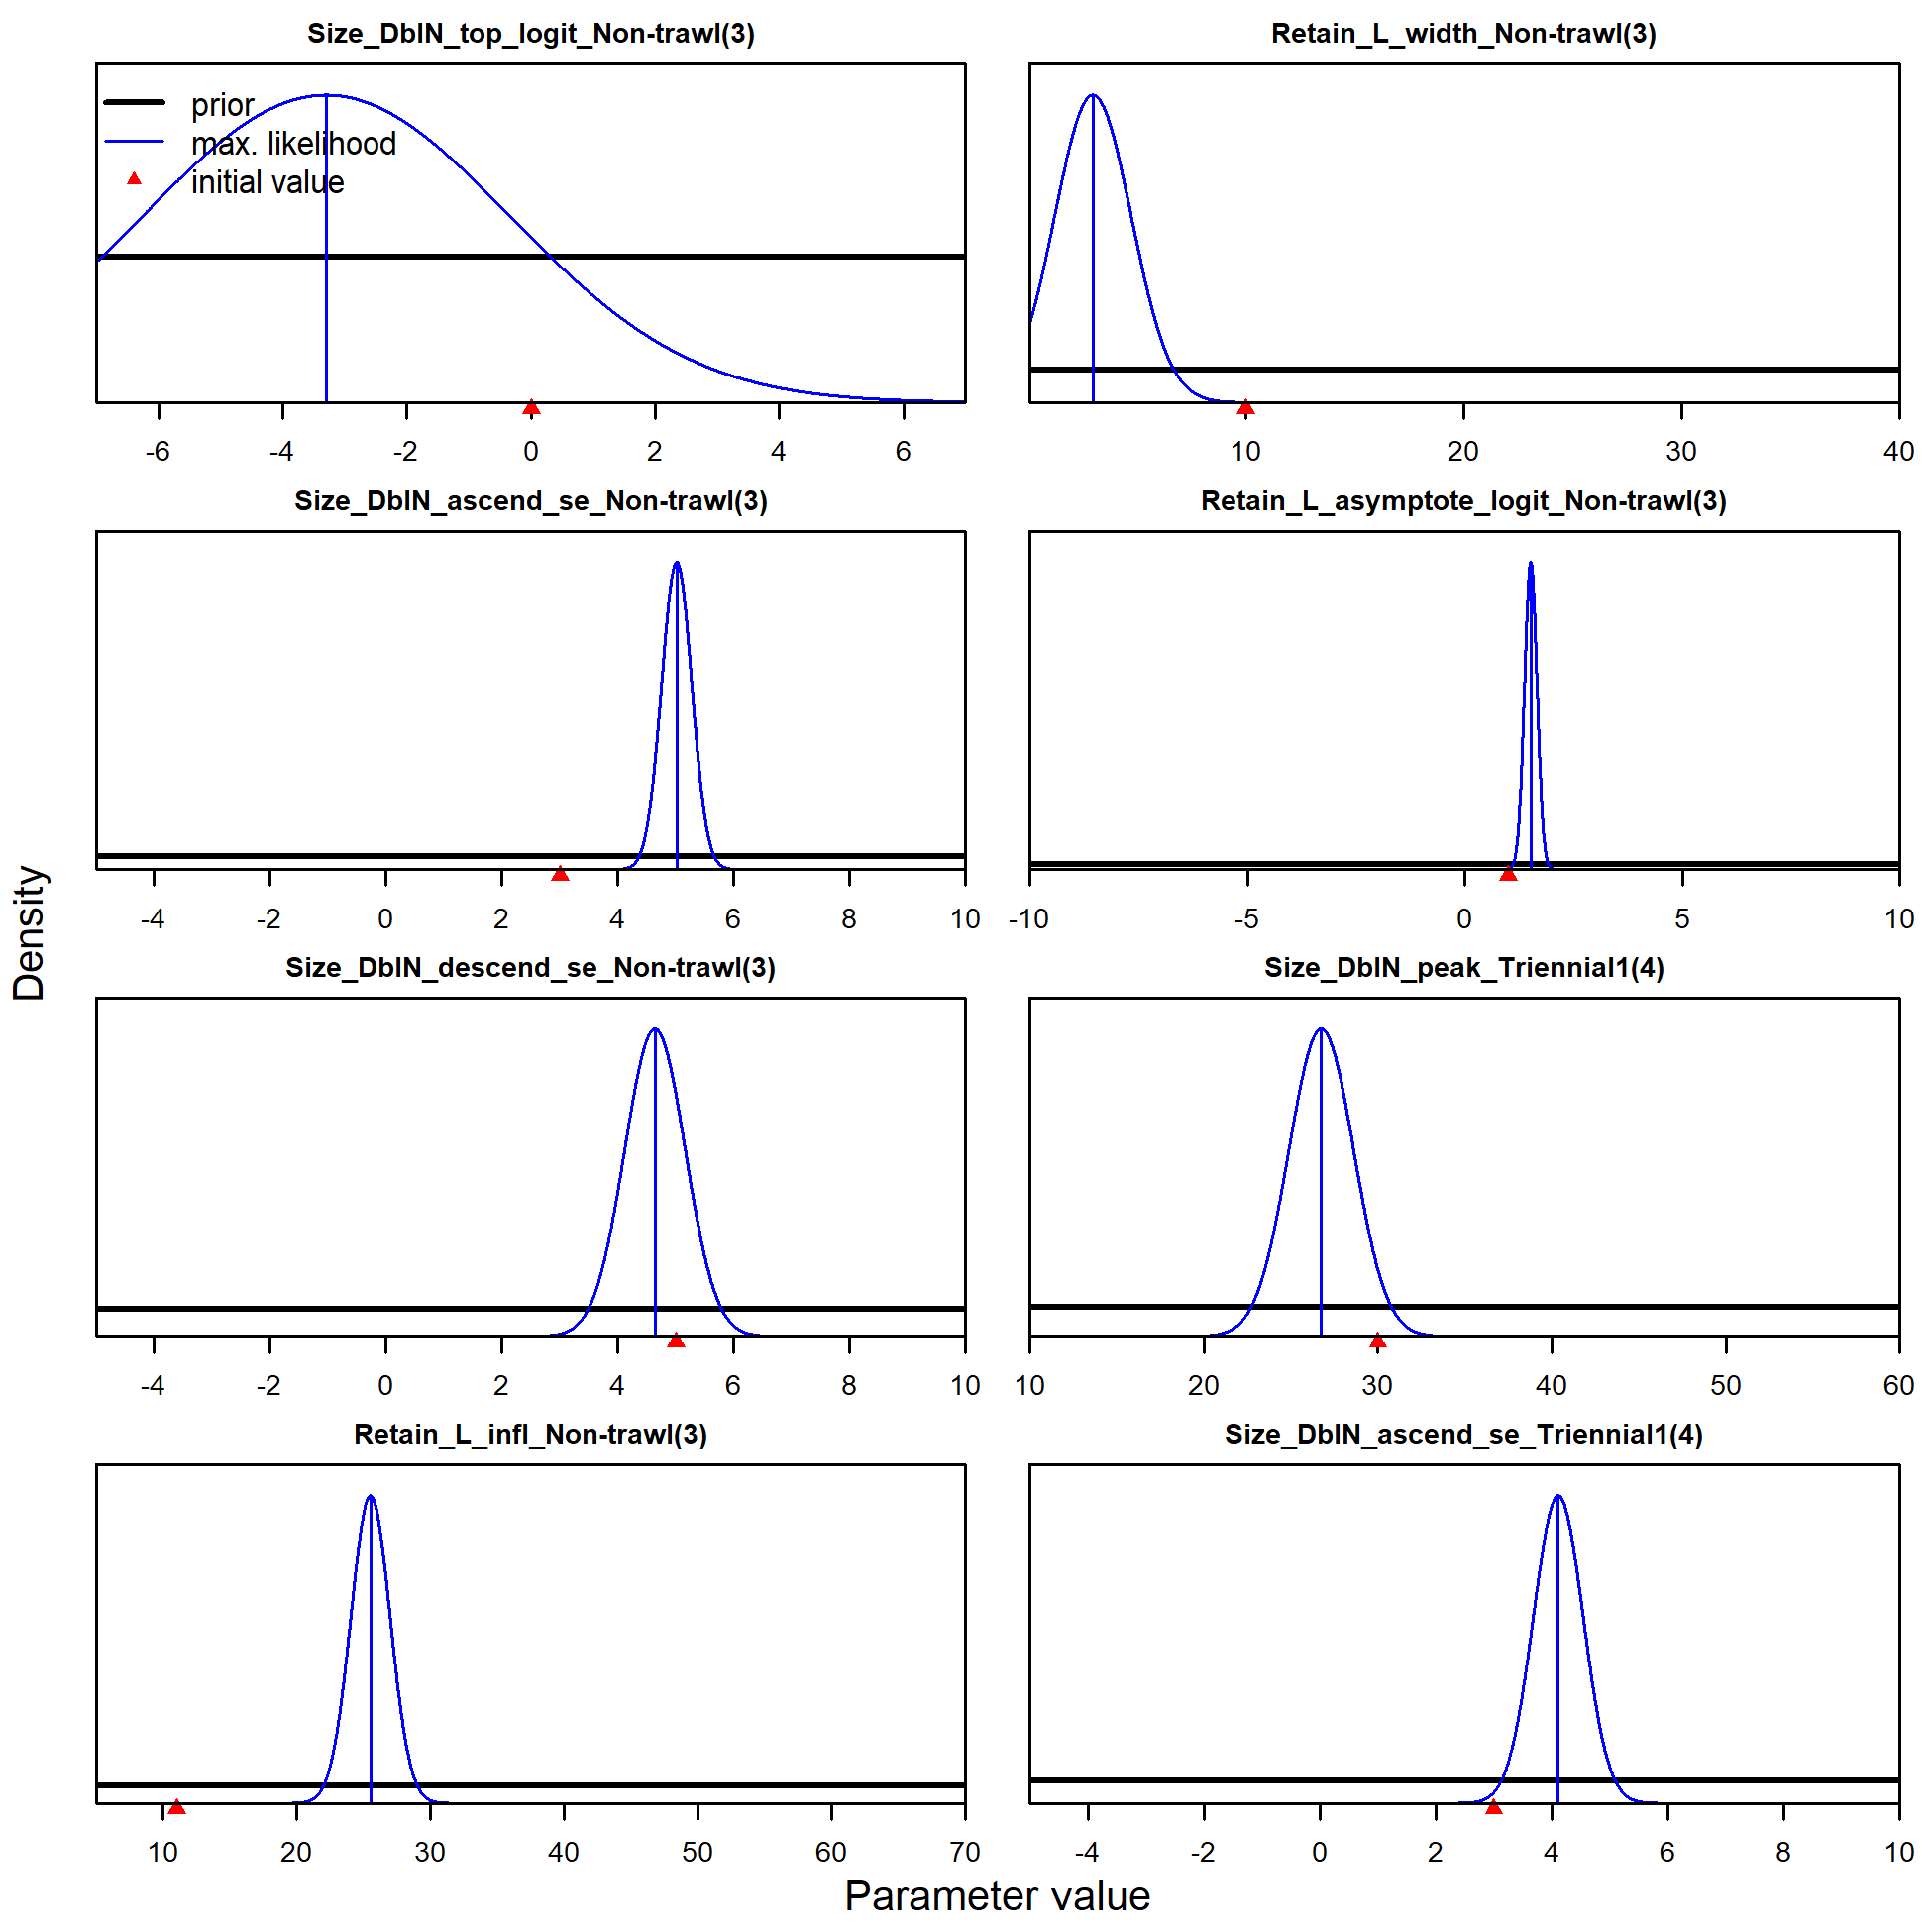 Size_DblN_top_logit_Non-trawl(3)
prior
max. likelihood
initial value
-6 -4 -2 0 2 4 6
Retain_L_width_Non-trawl(3)
10 20 30 40
Size_DblN_ascend_se_Non-trawl(3)
-4 -2 0 2 4 6 8 10
Retain_L_asymptote_logit_Non-trawl(3)
-10 -5 0 5 10
Size_DblN_descend_se_Non-trawl(3)
-4 -2 0 2 4 6 8 10
Size_DblN_peak_Triennial1(4)
10 20 30 40 50 60
Retain_L_infl_Non-trawl(3)
10 20 30 40 50 60 70
Size_DblN_ascend_se_Triennial1(4)
-4 -2 0 2 4 6 8 10
Density
Parameter value